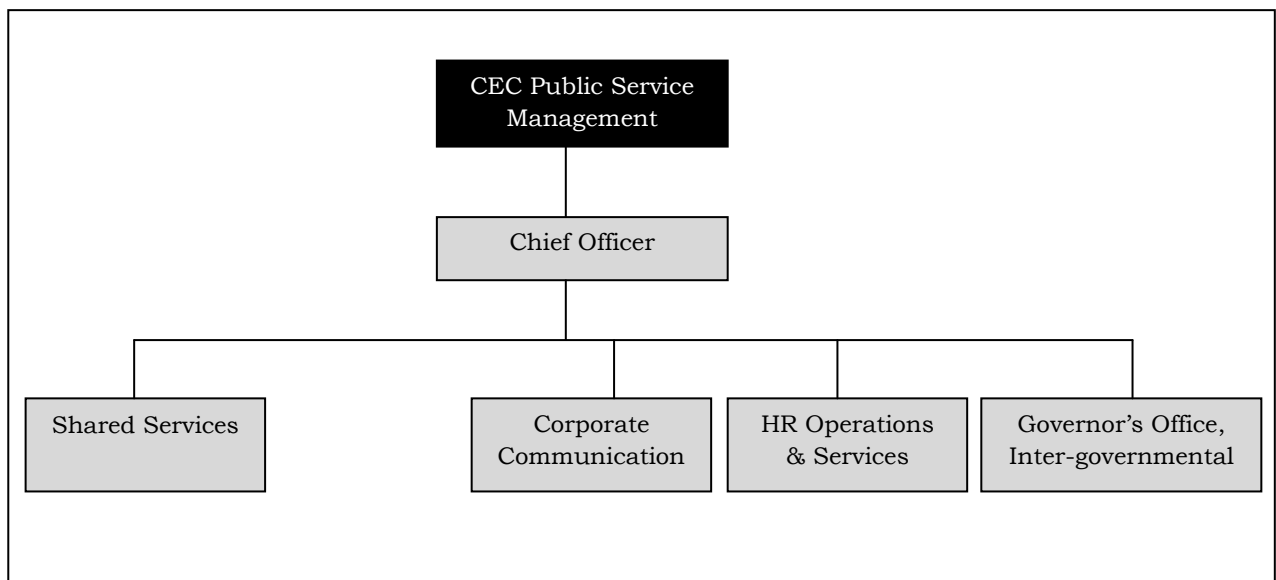 CEC Public Service
Management
Chief Officer
Shared Services
Corporate
Communication
HR Operations
& Services
Governor’s Office,
Inter-governmental